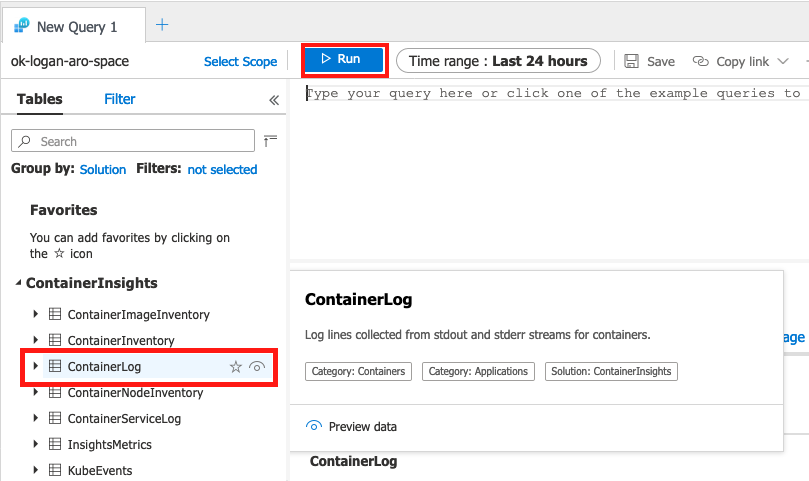 New Query 1
ok-logan-aro-space Select Scope Run Time range : Last 24 hours Save Copy link
Tables Filter
Type your query here or click one of the example queries to
Search
Group by: Solution Filters: not selected
Favorites
You can add favorites by clicking on
the ☆ icon
ContainerInsights
ContainerImageInventory
ContainerInventory
ContainerLog
ContainerNodeInventory
ContainerServiceLog
InsightsMetrics
KubeEvents
ContainerLog
Log lines collected from stdout and stderr streams for containers.
Category: Containers Category: Applications Solution: ContainerInsights
Preview data
age
ContainerLog